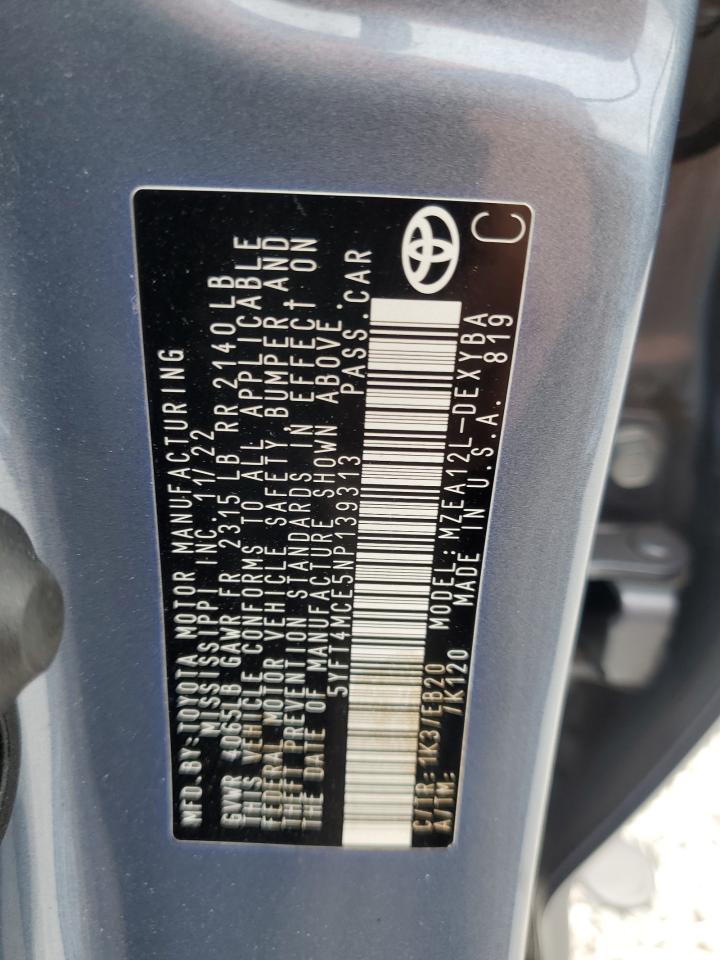 MFD.BY:TOYOTA MOTOR MANUFACTURING
MISSISSIPPI INC. 11/22
GVWR 4065LB GAWR FR 2315 LB RR 2140 LB
THIS VEHICLE CONFORMS TO ALL APPLICABLE
FEDERAL MOTOR VEHICLE SAFETY, BUMPER AND
THEFT PREVENTION STANDARDS IN EFFECT ON
THE DATE OF MANUFACTURE SHOWN ABOVE.
5YFT4MCE5NP139313 PASS.CAR
C/TR: 1K3/EB20 MODEL: MZEA12L-DEXYBA
A/TM: /K120 MADE IN U.S.A. 819
C